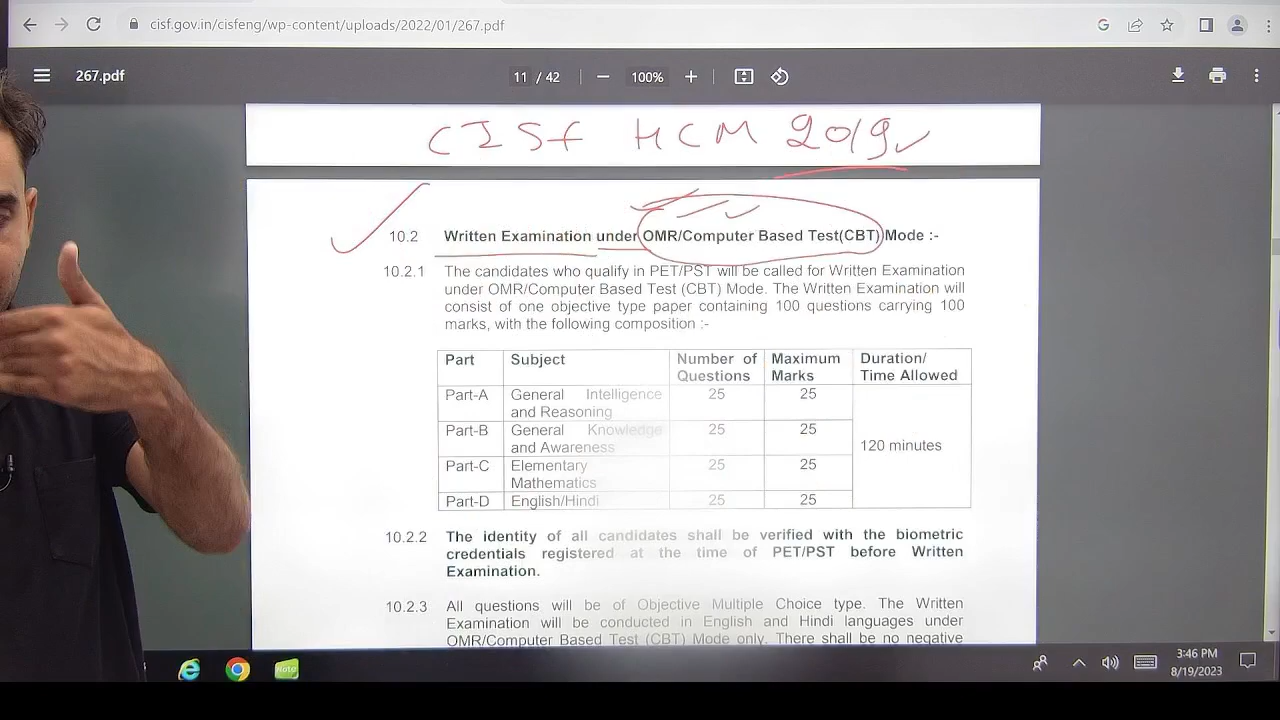 cisf.gov.in/cisfeng/wp-content/uploads/2022/01/267.pdf
267.pdf
11 / 42
100%
CISf HCM 2019
10.2 Written Examination under OMR/Computer Based Test(CBT) Mode :-
10.2.1 The candidates who qualify in PET/PST will be called for Written Examination
under OMR/Computer Based Test (CBT) Mode. The Written Examination will
consist of one objective type paper containing 100 questions carrying 100
marks, with the following composition :-
Part Subject Number of Questions Maximum Marks Duration/ Time Allowed
Part-A General Intelligence and Reasoning 25 25 120 minutes
Part-B General Knowledge and Awareness 25 25
Part-C Elementary Mathematics 25 25
Part-D English/Hindi 25 25
10.2.2 The identity of all candidates shall be verified with the biometric
credentials registered at the time of PET/PST before Written
Examination.
10.2.3 All questions will be of Objective Multiple Choice type. The Written
Examination will be conducted in English and Hindi languages under
OMR/Computer Based Test (CBT) Mode only. There shall be no negative
Note
3:46 PM
8/19/2023